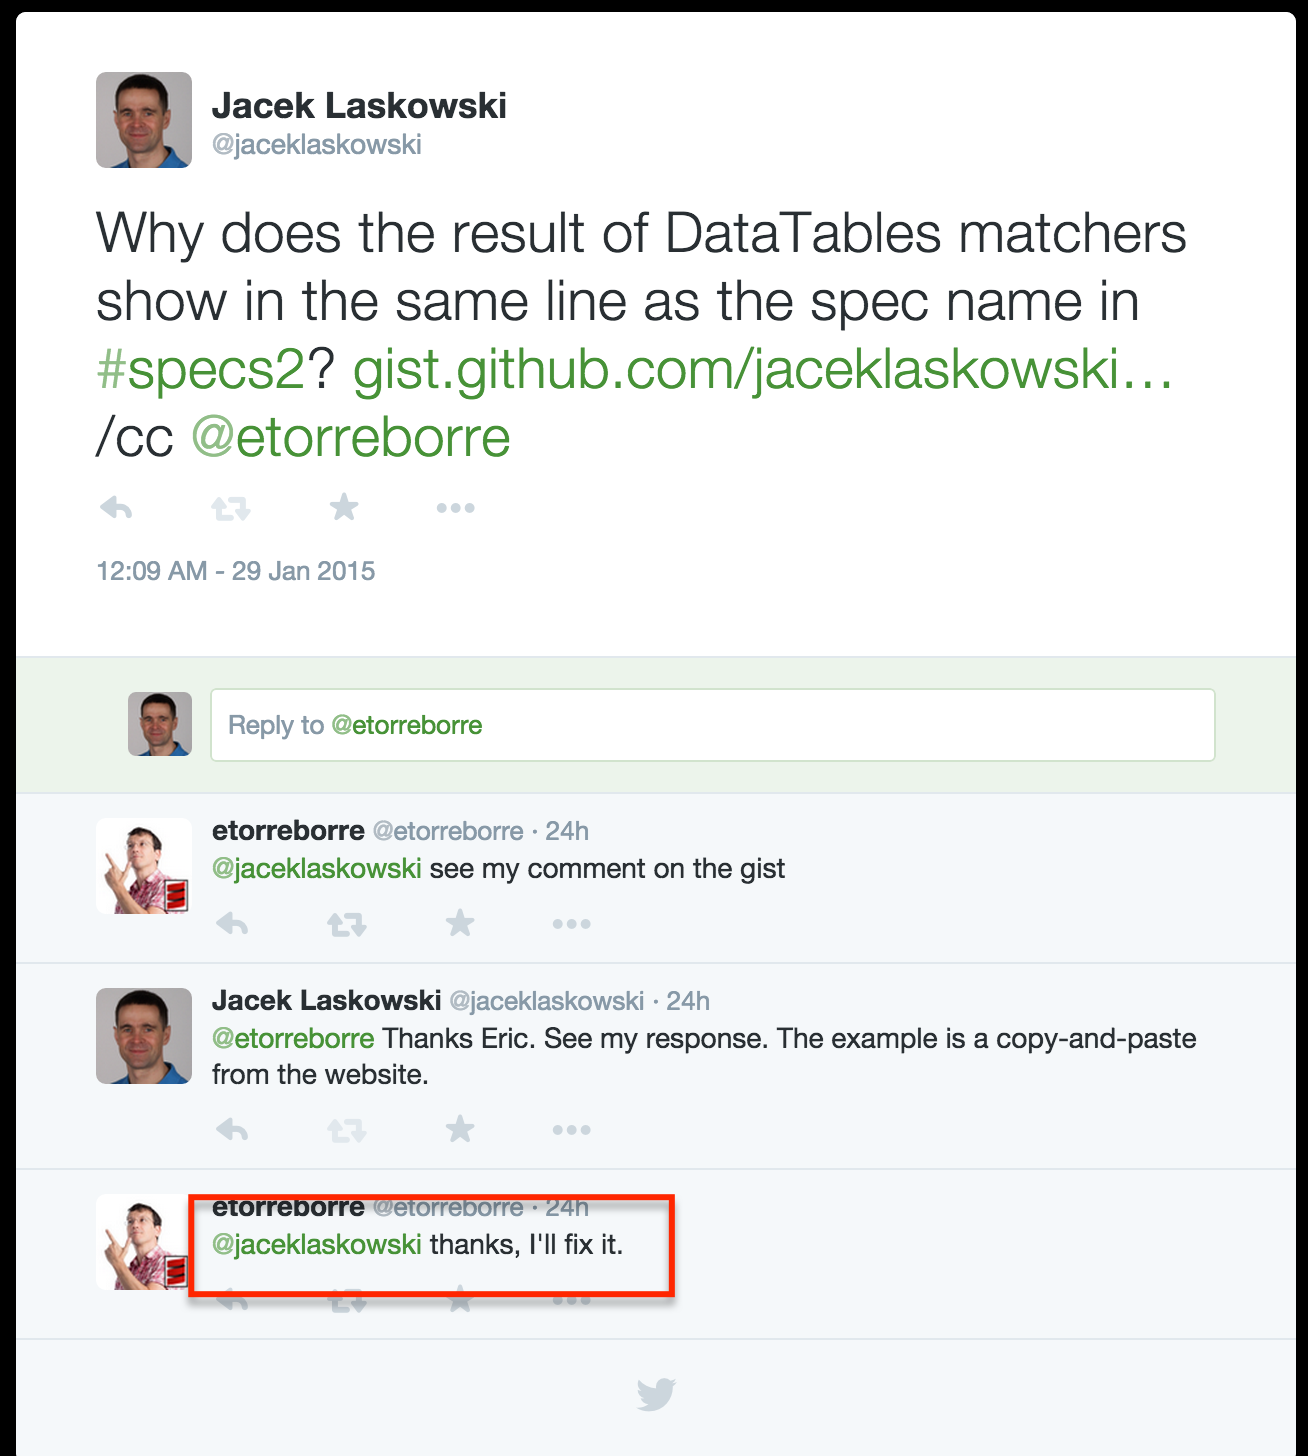 Jacek Laskowski
@jaceklaskowski
Why does the result of DataTables matchers
show in the same line as the spec name in
#specs2? gist.github.com/jaceklaskowski…
/cc @etorreborre
12:09 AM - 29 Jan 2015
Reply to @etorreborre
etorreborre @etorreborre · 24h
@jaceklaskowski see my comment on the gist
Jacek Laskowski @jaceklaskowski · 24h
@etorreborre Thanks Eric. See my response. The example is a copy-and-paste
from the website.
etorreborre @etorreborre · 24h
@jaceklaskowski thanks, I'll fix it.